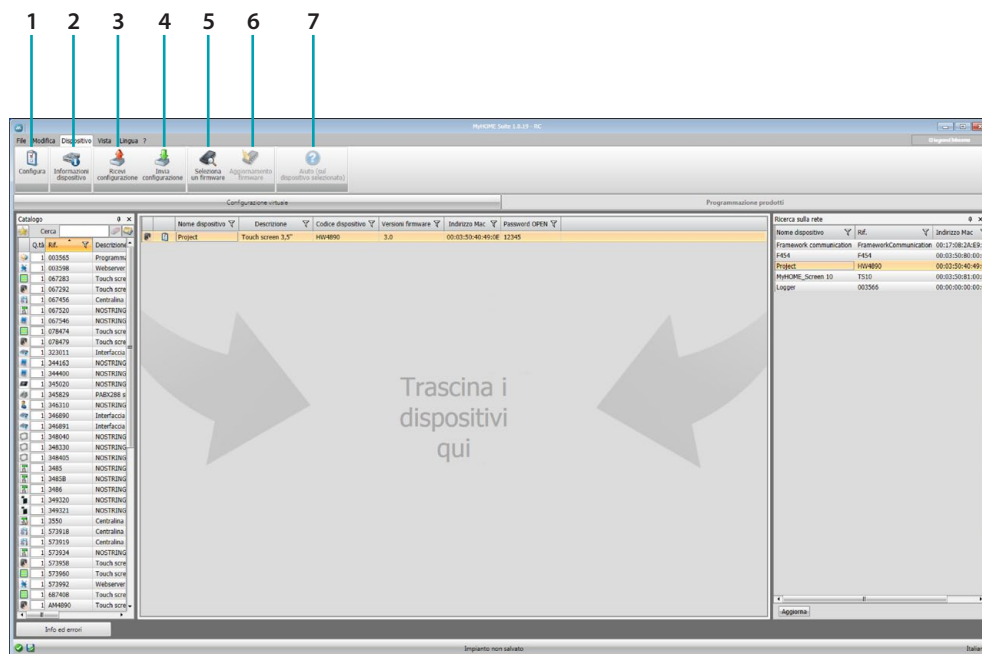 1 2 3 4 5 6 7
MyHOME Suite 1.0.19 - RC
File Modifica Dispositivo Vista Lingua ?
Configura
Informazioni dispositivo
Ricevi configurazione
Invia configurazione
Seleziona un firmware
Aggiornamento firmware
Aiuto (sul dispositivo selezionato)
Configurazione virtuale
Programmazione prodotti
Catalogo
Cerca
Q.tà Rif. Descrizione
1 003565 Programma
1 003598 Webserver
1 067283 Touch scre
1 067292 Touch scre
1 067456 Centralina
1 067520 NOSTRING
1 067546 NOSTRING
1 078474 Touch scre
1 078479 Touch scre
1 323011 Interfaccia
1 344163 NOSTRING
1 344400 NOSTRING
1 345020 NOSTRING
1 345829 PABX288 s
1 346310 NOSTRING
1 346890 Interfaccia
1 346891 Interfaccia
1 348040 NOSTRING
1 348330 NOSTRING
1 348405 NOSTRING
1 3485 NOSTRING
1 3485B NOSTRING
1 3486 NOSTRING
1 349320 NOSTRING
1 349321 NOSTRING
1 3550 Centralina
1 573918 Centralina
1 573919 Centralina
1 573934 NOSTRING
1 573958 Touch scre
1 573960 Touch scre
1 573992 Webserver
1 687408 Touch scre
1 AM4890 Touch scre
Info ed errori
Nome dispositivo Descrizione Codice dispositivo Versioni firmware Indirizzo Mac Password OPEN
Project Touch screen 3,5" HW4890 3.0 00:03:50:40:49:0E 12345
Trascina i
dispositivi
qui
Ricerca sulla rete
Nome dispositivo Rif. Indirizzo Mac
Framework communication FrameworkCommunication 00:17:08:2A:E9:
F454 F454 00:03:50:80:00:
Project HW4890 00:03:50:40:49:
MyHOME_Screen 10 TS10 00:03:50:81:00:
Logger 003566 00:00:00:00:00:
Aggiorna
Impianto non salvato
Italian